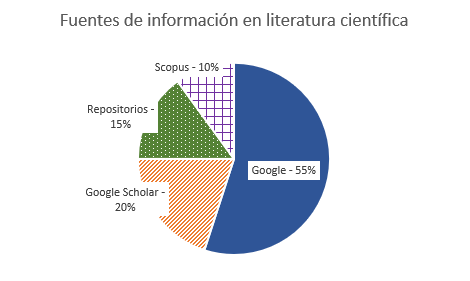 Fuentes de información en literatura científica
Scopus - 10%
Repositorios -
15%
Google - 55%
Google Scholar -
20%